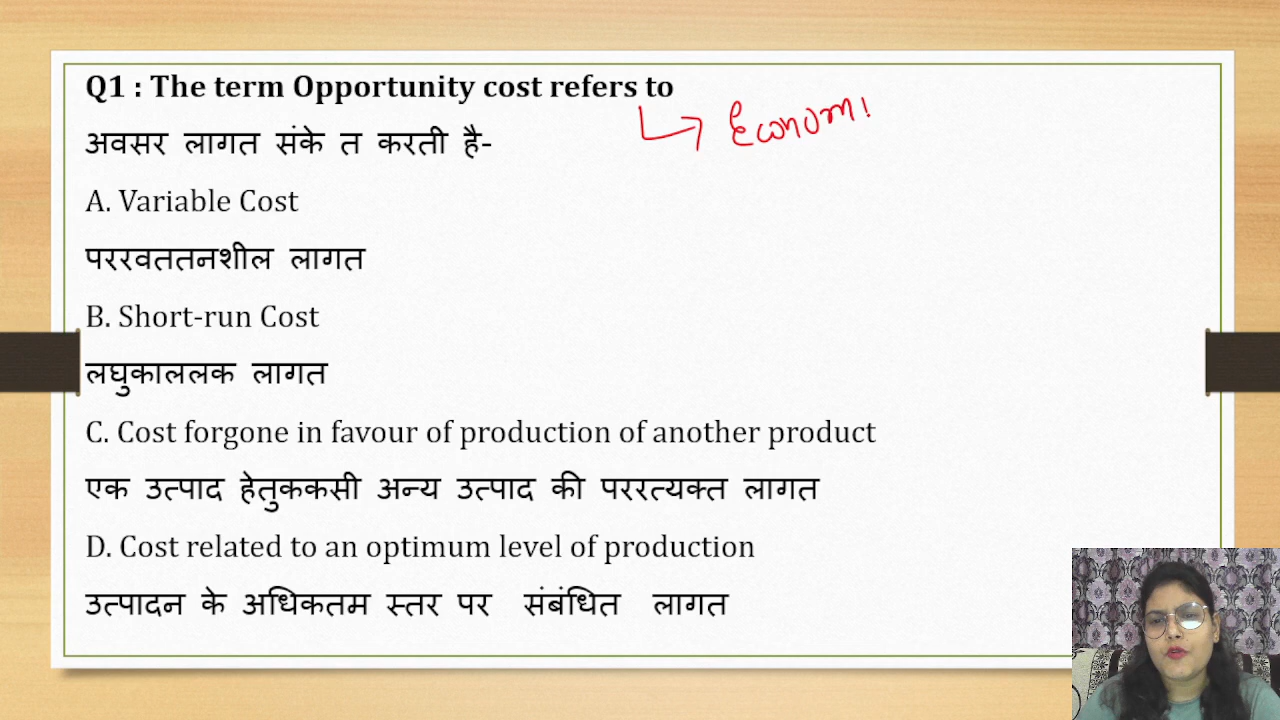 Q1 : The term Opportunity cost refers to
Econom
अवसर लागत संके त करती है-
A. Variable Cost
पररवततनशील लागत
B. Short-run Cost
लघुकाललक लागत
C. Cost forgone in favour of production of another product
एक उत्पाद हेतुककसी अन्य उत्पाद की पररत्यक्त लागत
D. Cost related to an optimum level of production
उत्पादन के अधिकतम स्तर पर संबंधित लागत